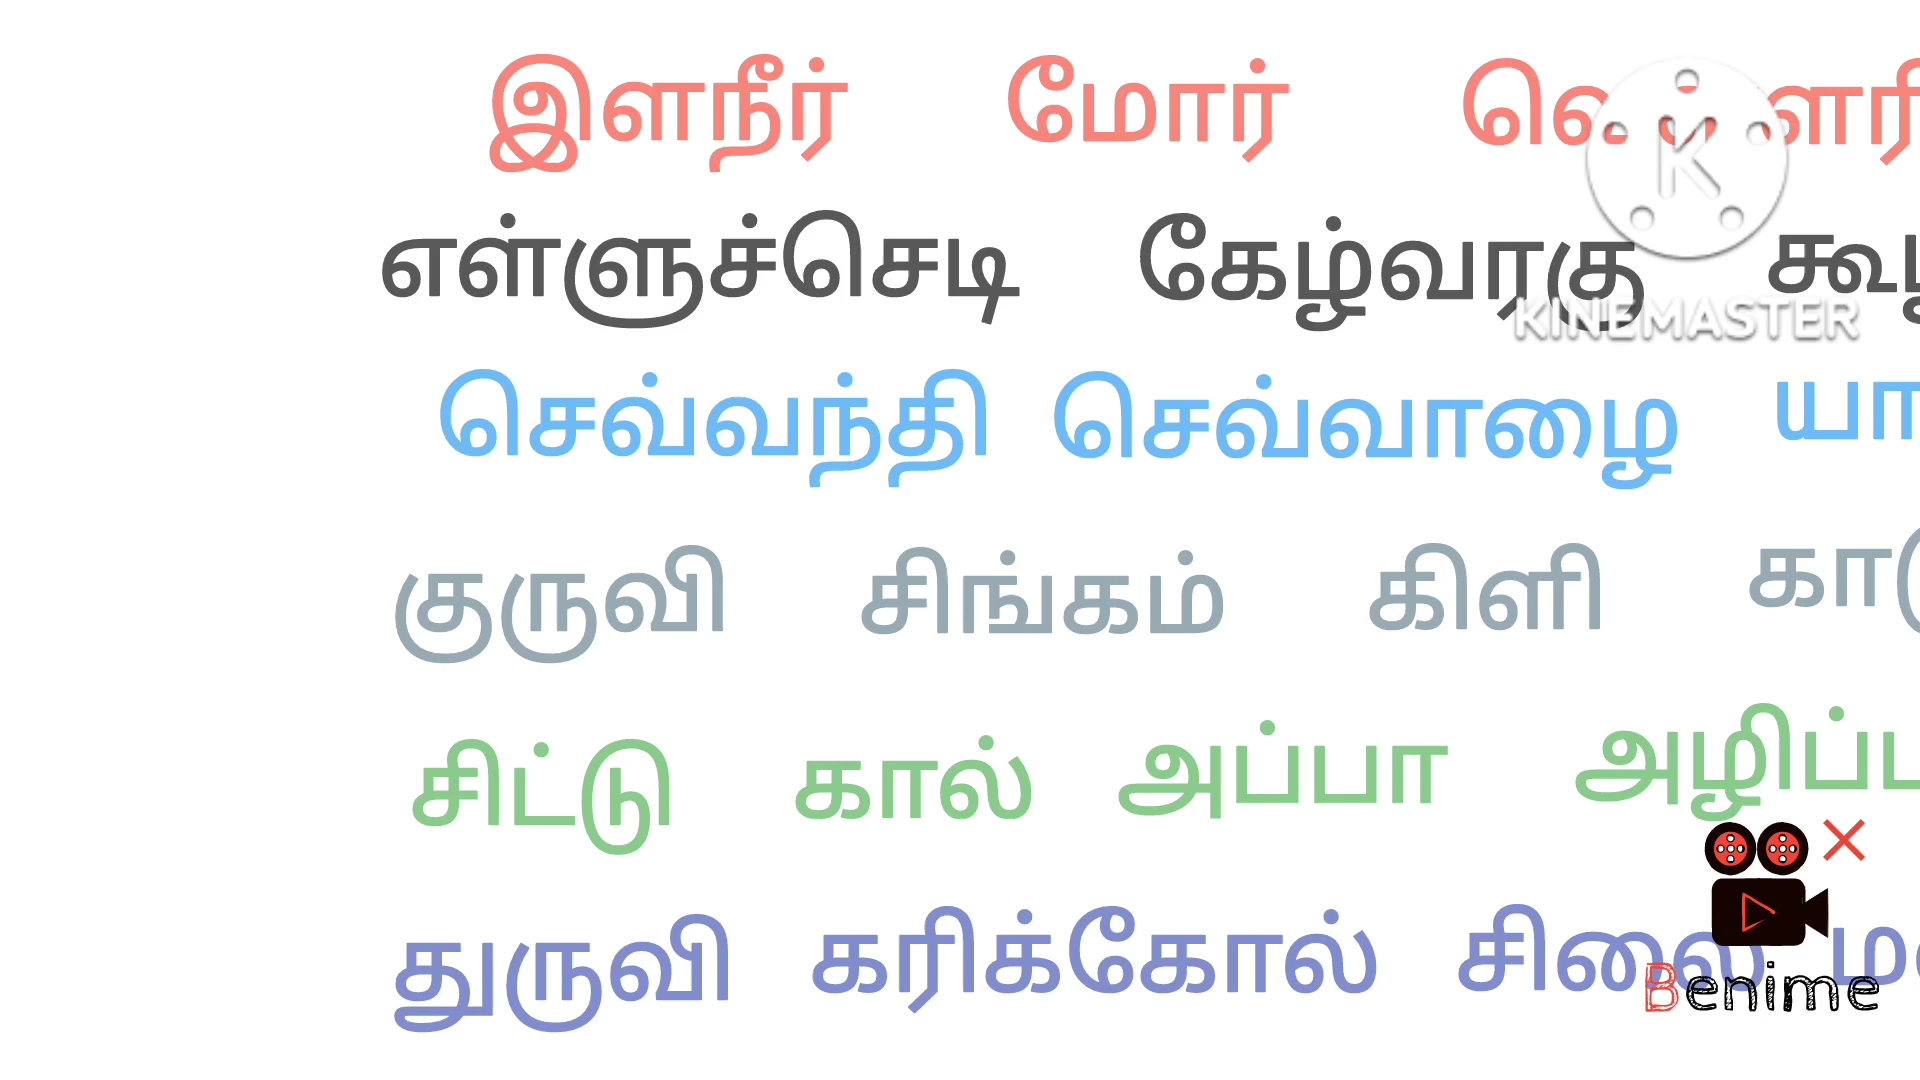 இளநீர் மோர்
எள்ளுச்செடி கேழ்வரகு
KINEMASTER
செவ்வந்தி செவ்வாழை
குருவி சிங்கம் கிளி
சிட்டு கால் அப்பா
துருவி கரிக்கோல் சிலை
Benime